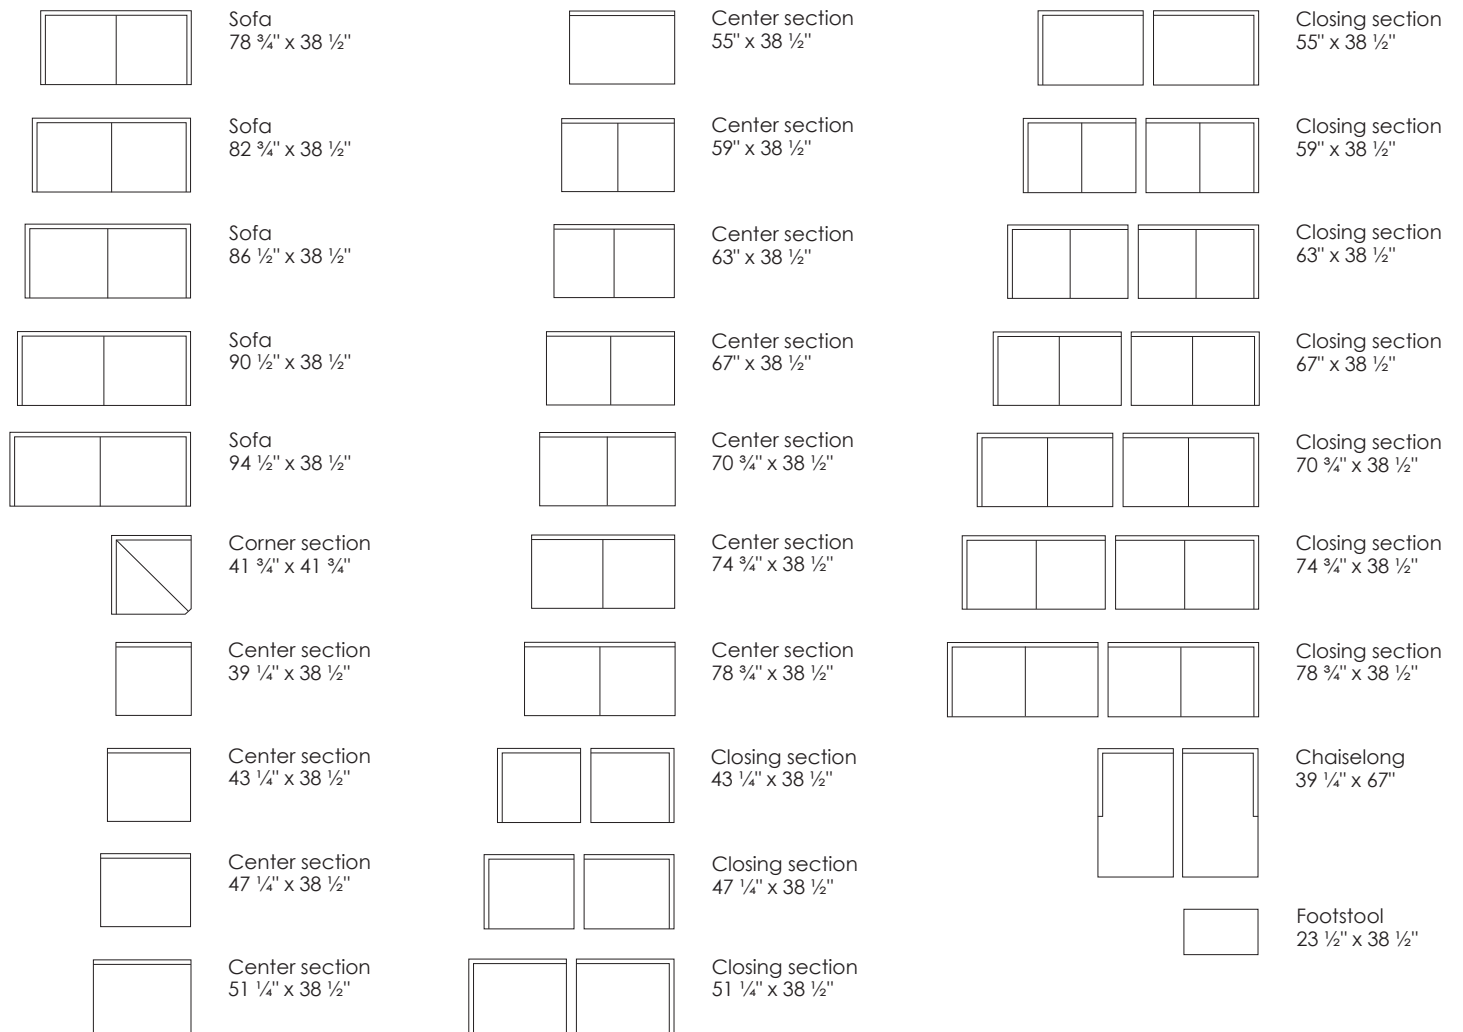 Sofa
78 ¾" x 38 ½"
Sofa
82 ¾" x 38 ½"
Sofa
86 ½" x 38 ½"
Sofa
90 ½" x 38 ½"
Sofa
94 ½" x 38 ½"
Corner section
41 ¾" x 41 ¾"
Center section
39 ¼" x 38 ½"
Center section
43 ¼" x 38 ½"
Center section
47 ¼" x 38 ½"
Center section
51 ¼" x 38 ½"
Center section
55" x 38 ½"
Center section
59" x 38 ½"
Center section
63" x 38 ½"
Center section
67" x 38 ½"
Center section
70 ¾" x 38 ½"
Center section
74 ¾" x 38 ½"
Center section
78 ¾" x 38 ½"
Closing section
43 ¼" x 38 ½"
Closing section
47 ¼" x 38 ½"
Closing section
51 ¼" x 38 ½"
Closing section
55" x 38 ½"
Closing section
59" x 38 ½"
Closing section
63" x 38 ½"
Closing section
67" x 38 ½"
Closing section
70 ¾" x 38 ½"
Closing section
74 ¾" x 38 ½"
Closing section
78 ¾" x 38 ½"
Chaiselong
39 ¼" x 67"
Footstool
23 ½" x 38 ½"